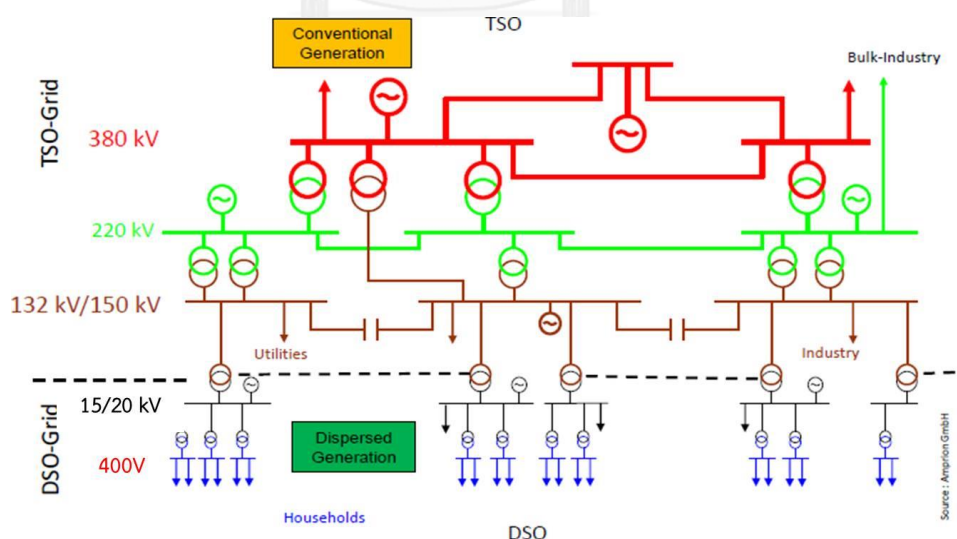 TSO
Conventional
Generation
Bulk-Industry
TSO-Grid
380 kV
220 kV
132 kV/150 kV
Utilities
Industry
15/20 kV
DSO-Grid
Dispersed
Generation
400V
Households
DSO
Source : Amprion GmbH